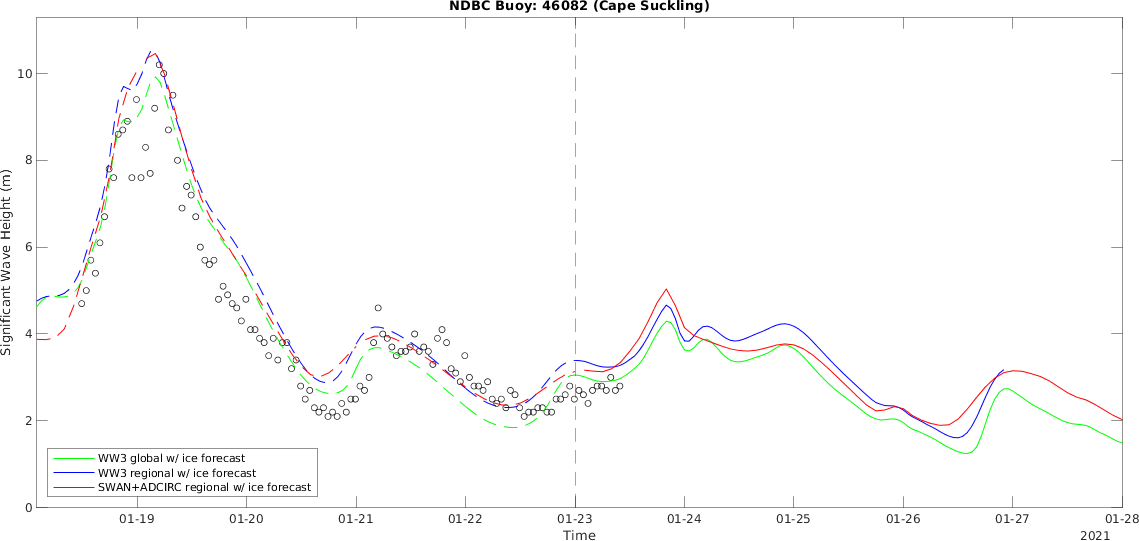 NDBC Buoy: 46082 (Cape Suckling)
10
8
6
4
2
0
Significant Wave Height (m)
WW3 global w/ ice forecast
WW3 regional w/ ice forecast
SWAN+ADCIRC regional w/ ice forecast
01-19 01-20 01-21 01-22 01-23 01-24 01-25 01-26 01-27 01-28
Time
2021